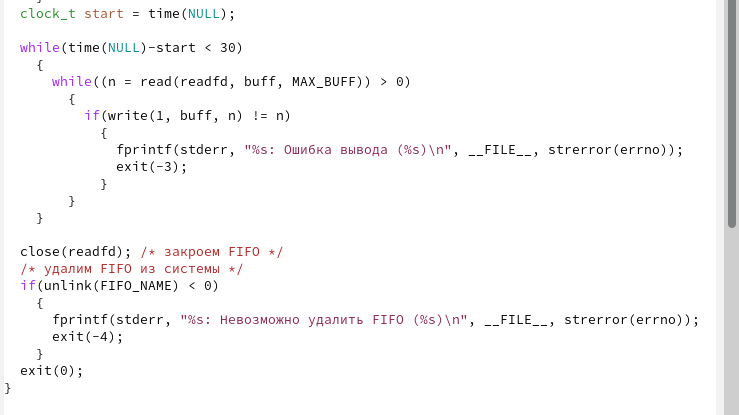 clock_t start = time(NULL);
while(time(NULL)-start < 30)
{
while((n = read(readfd, buff, MAX_BUFF)) > 0)
{
if(write(1, buff, n) != n)
{
fprintf(stderr, "%s: Ошибка вывода (%s)\n", __FILE__, strerror(errno));
exit(-3);
}
}
}
close(readfd); /* закроем FIFO */
/* удалим FIFO из системы */
if(unlink(FIFO_NAME) < 0)
{
fprintf(stderr, "%s: Невозможно удалить FIFO (%s)\n", __FILE__, strerror(errno));
exit(-4);
}
exit(0);
}